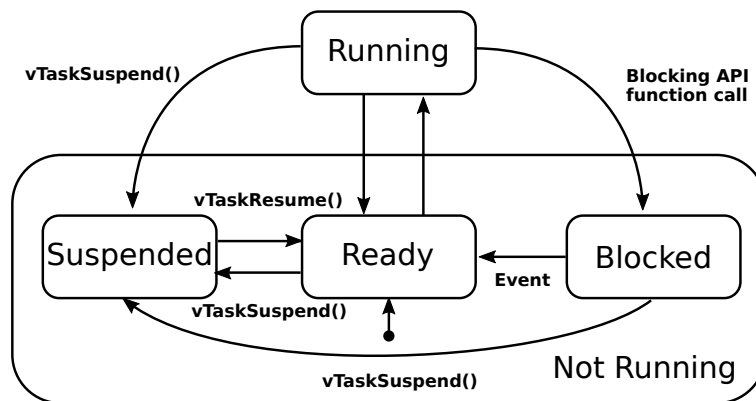 Running
vTaskSuspend()
Blocking API
function call
vTaskResume()
Suspended
Ready
Blocked
Event
vTaskSuspend()
Not Running
vTaskSuspend()